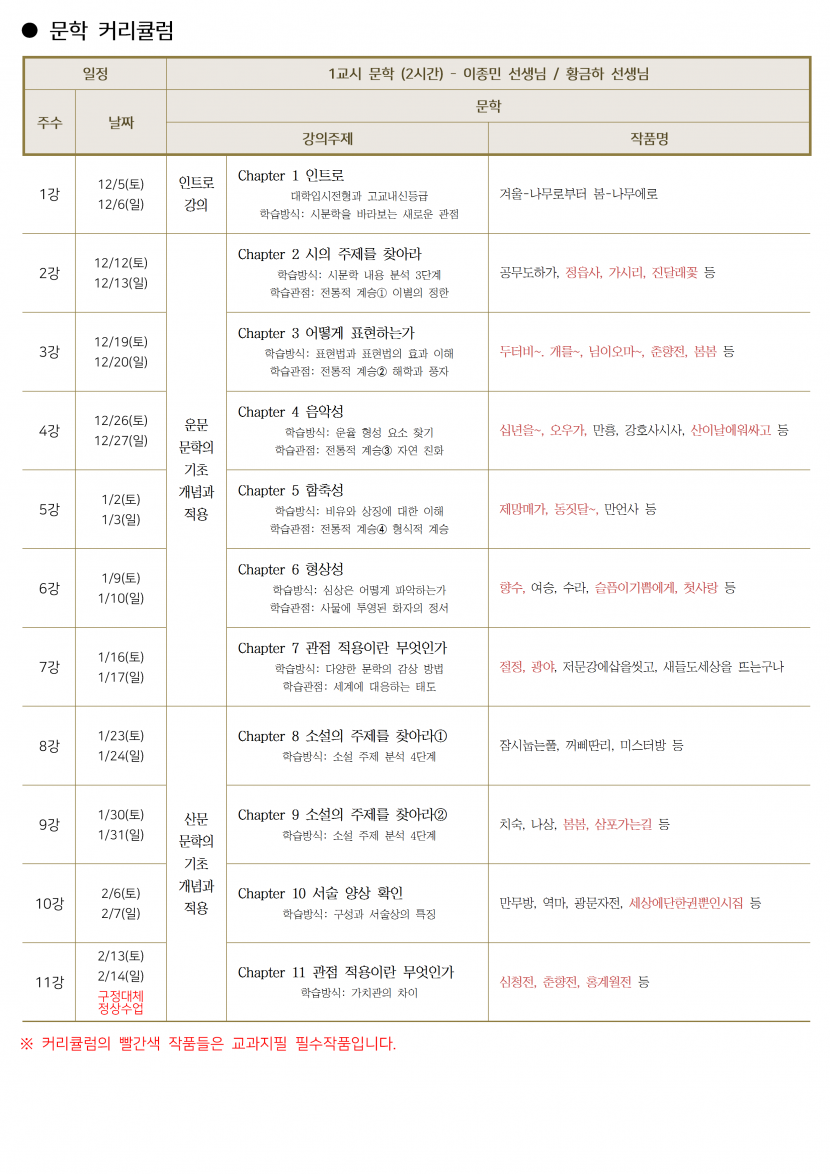 ● 문학 커리큘럼
일정
1교시 문학 (2시간) - 이종민 선생님 / 황금하 선생님
주수
날짜
문학
강의주제
작품명
1강
12/5(토)
12/6(일)
인트로
강의
Chapter 1 인트로
대학입시전형과 고교내신등급
학습방식: 시문학을 바라보는 새로운 관점
겨울-나무로부터 봄-나무에로
2강
12/12(토)
12/13(일)
운문
문학의
기초
개념과
적용
Chapter 2 시의 주제를 찾아라
학습방식: 시문학 내용 분석 3단계
학습관점: 전통적 계승① 이별의 정한
공무도하가, 정읍사, 가시리, 진달래꽃 등
3강
12/19(토)
12/20(일)
Chapter 3 어떻게 표현하는가
학습방식: 표현법과 표현법의 효과 이해
학습관점: 전통적 계승② 해학과 풍자
두터비~. 개를~, 님이오마~, 춘향전, 봄봄 등
4강
12/26(토)
12/27(일)
Chapter 4 음악성
학습방식: 운율 형성 요소 찾기
학습관점: 전통적 계승③ 자연 친화
십년을~, 오우가, 만흥, 강호사시사, 산이날에워싸고 등
5강
1/2(토)
1/3(일)
Chapter 5 함축성
학습방식: 비유와 상징에 대한 이해
학습관점: 전통적 계승④ 형식적 계승
제망매가, 동짓달~, 만언사 등
6강
1/9(토)
1/10(일)
Chapter 6 형상성
학습방식: 심상은 어떻게 파악하는가
학습관점: 사물에 투영된 화자의 정서
향수, 여승, 수라, 슬픔이기쁨에게, 첫사랑 등
7강
1/16(토)
1/17(일)
Chapter 7 관점 적용이란 무엇인가
학습방식: 다양한 문학의 감상 방법
학습관점: 세계에 대응하는 태도
절정, 광야, 저문강에삽을씻고, 새들도세상을 뜨는구나
8강
1/23(토)
1/24(일)
산문
문학의
기초
개념과
적용
Chapter 8 소설의 주제를 찾아라①
학습방식: 소설 주제 분석 4단계
잠시눕는풀, 꺼삐딴리, 미스터방 등
9강
1/30(토)
1/31(일)
Chapter 9 소설의 주제를 찾아라②
학습방식: 소설 주제 분석 4단계
치숙, 나상, 봄봄, 삼포가는길 등
10강
2/6(토)
2/7(일)
Chapter 10 서술 양상 확인
학습방식: 구성과 서술상의 특징
만무방, 역마, 광문자전, 세상에단한권뿐인시집 등
11강
2/13(토)
2/14(일)
구정대체
정상수업
Chapter 11 관점 적용이란 무엇인가
학습방식: 가치관의 차이
심청전, 춘향전, 홍계월전 등
※ 커리큘럼의 빨간색 작품들은 교과지필 필수작품입니다.